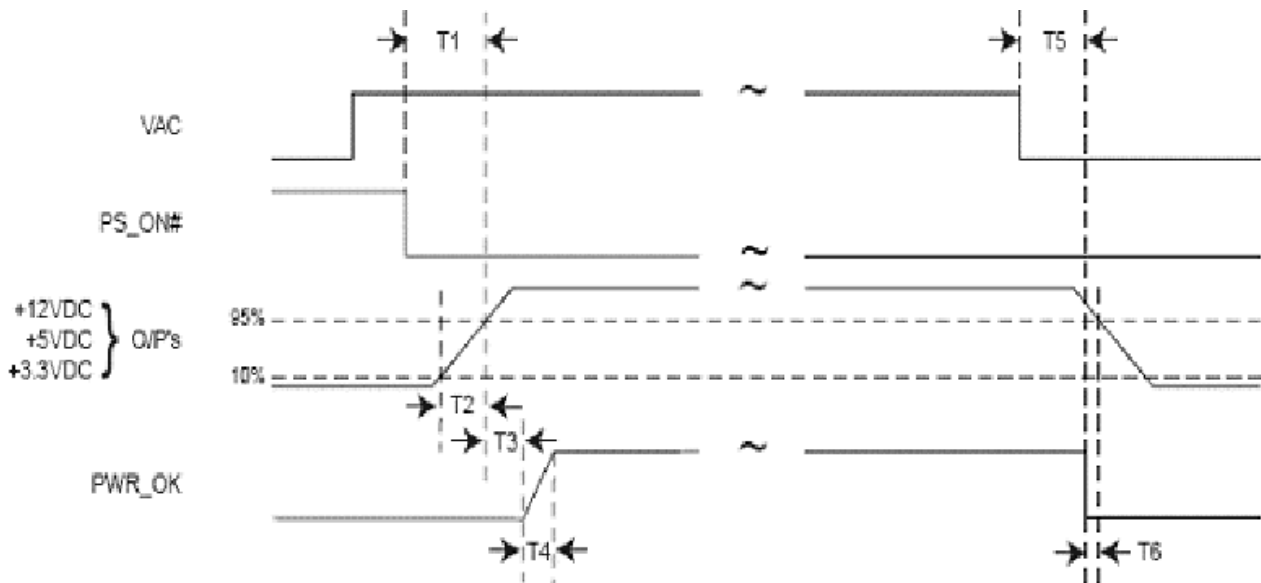 T1
T5
VAC
~
PS_ON#
~
~
+12VDC
+5VDC } O/P's
+3.3VDC
95%
10%
T2
T3
~
PWR_OK
T4
T6